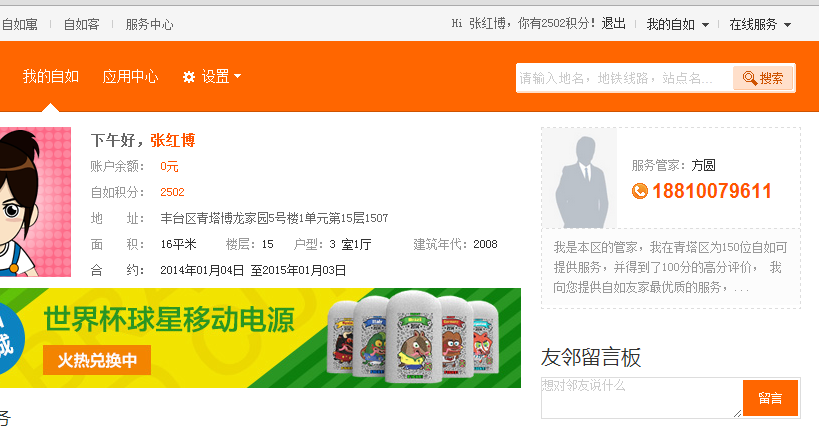 自如寓 自如客 服务中心 Hi 张红博，你有2502积分！退出 我的自如 在线服务
我的自如 应用中心 设置 请输入地名，地铁线路，站点名... 搜索
下午好，张红博
账户余额： 0元
自如积分： 2502
地 址： 丰台区青塔博龙家园5号楼1单元第15层1507
面 积： 16平米 楼层：15 户型：3 室1厅 建筑年代：2008
合 约： 2014年01月04日 至2015年01月03日
服务管家：方圆
18810079611
我是本区的管家，我在青塔区为150位自如可
提供服务，并得到了100分的高分评价， 我
向您提供自如友家最优质的服务，...
城
世界杯球星移动电源
火热兑换中
友邻留言板
想对邻友说什么
留言
务